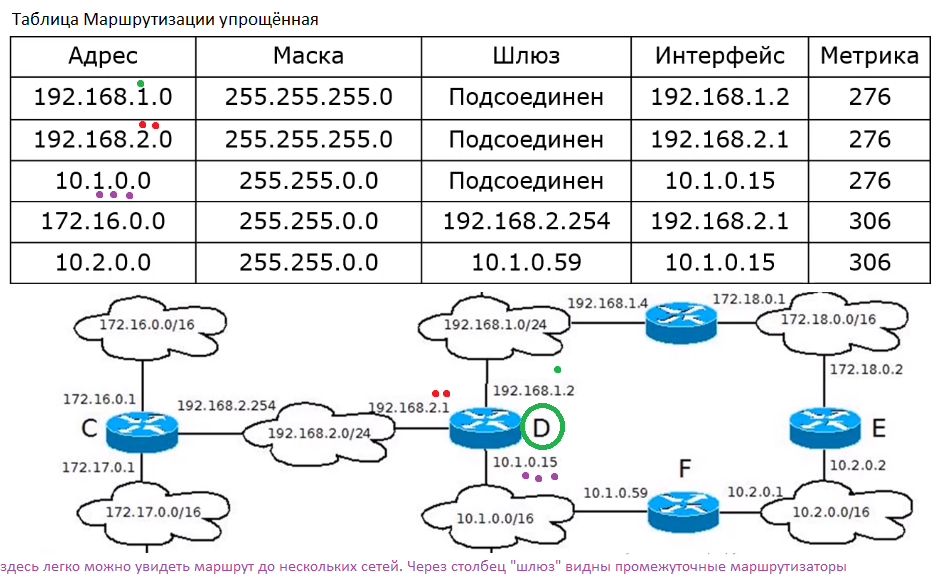 Таблица Маршрутизации упрощённая
Адрес Маска Шлюз Интерфейс Метрика
192.168.1.0 255.255.255.0 Подсоединен 192.168.1.2 276
192.168.2.0 255.255.255.0 Подсоединен 192.168.2.1 276
10.1.0.0 255.255.0.0 Подсоединен 10.1.0.15 276
172.16.0.0 255.255.0.0 192.168.2.254 192.168.2.1 306
10.2.0.0 255.255.0.0 10.1.0.59 10.1.0.15 306
192.168.1.4 172.18.0.1
172.16.0.0/16 192.168.1.0/24 172.18.0.0/16
172.18.0.2
172.16.0.1 192.168.2.254 192.168.2.1 192.168.1.2
C 192.168.2.0/24 D E
172.17.0.1 10.1.0.15 F 10.2.0.2
10.1.0.59 10.2.0.1
172.17.0.0/16 10.1.0.0/16 10.2.0.0/16
здесь легко можно увидеть маршрут до нескольких сетей. Через столбец "шлюз" видны промежуточные маршрутизаторы